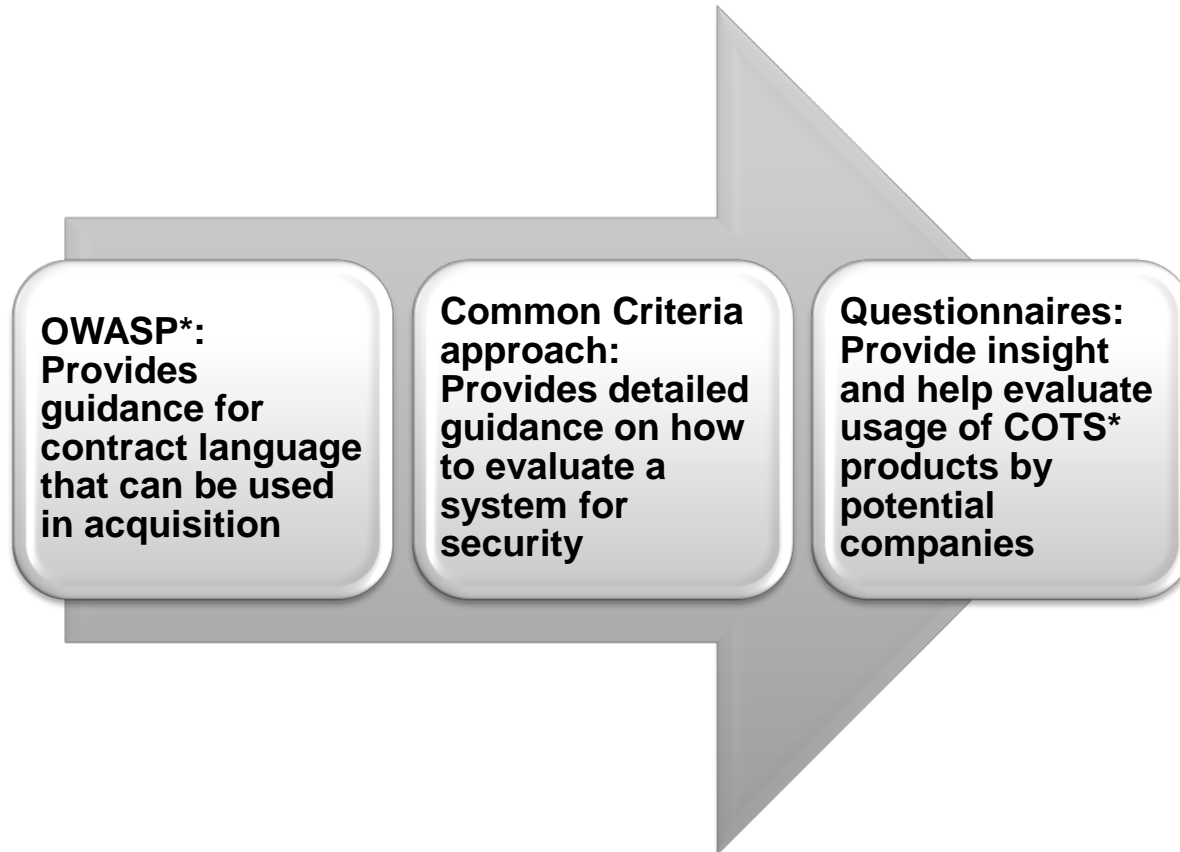 OWASP*:
Provides
guidance for
contract language
that can be used
in acquisition
Common Criteria
approach:
Provides detailed
guidance on how
to evaluate a
system for
security
Questionnaires:
Provide insight
and help evaluate
usage of COTS*
products by
potential
companies